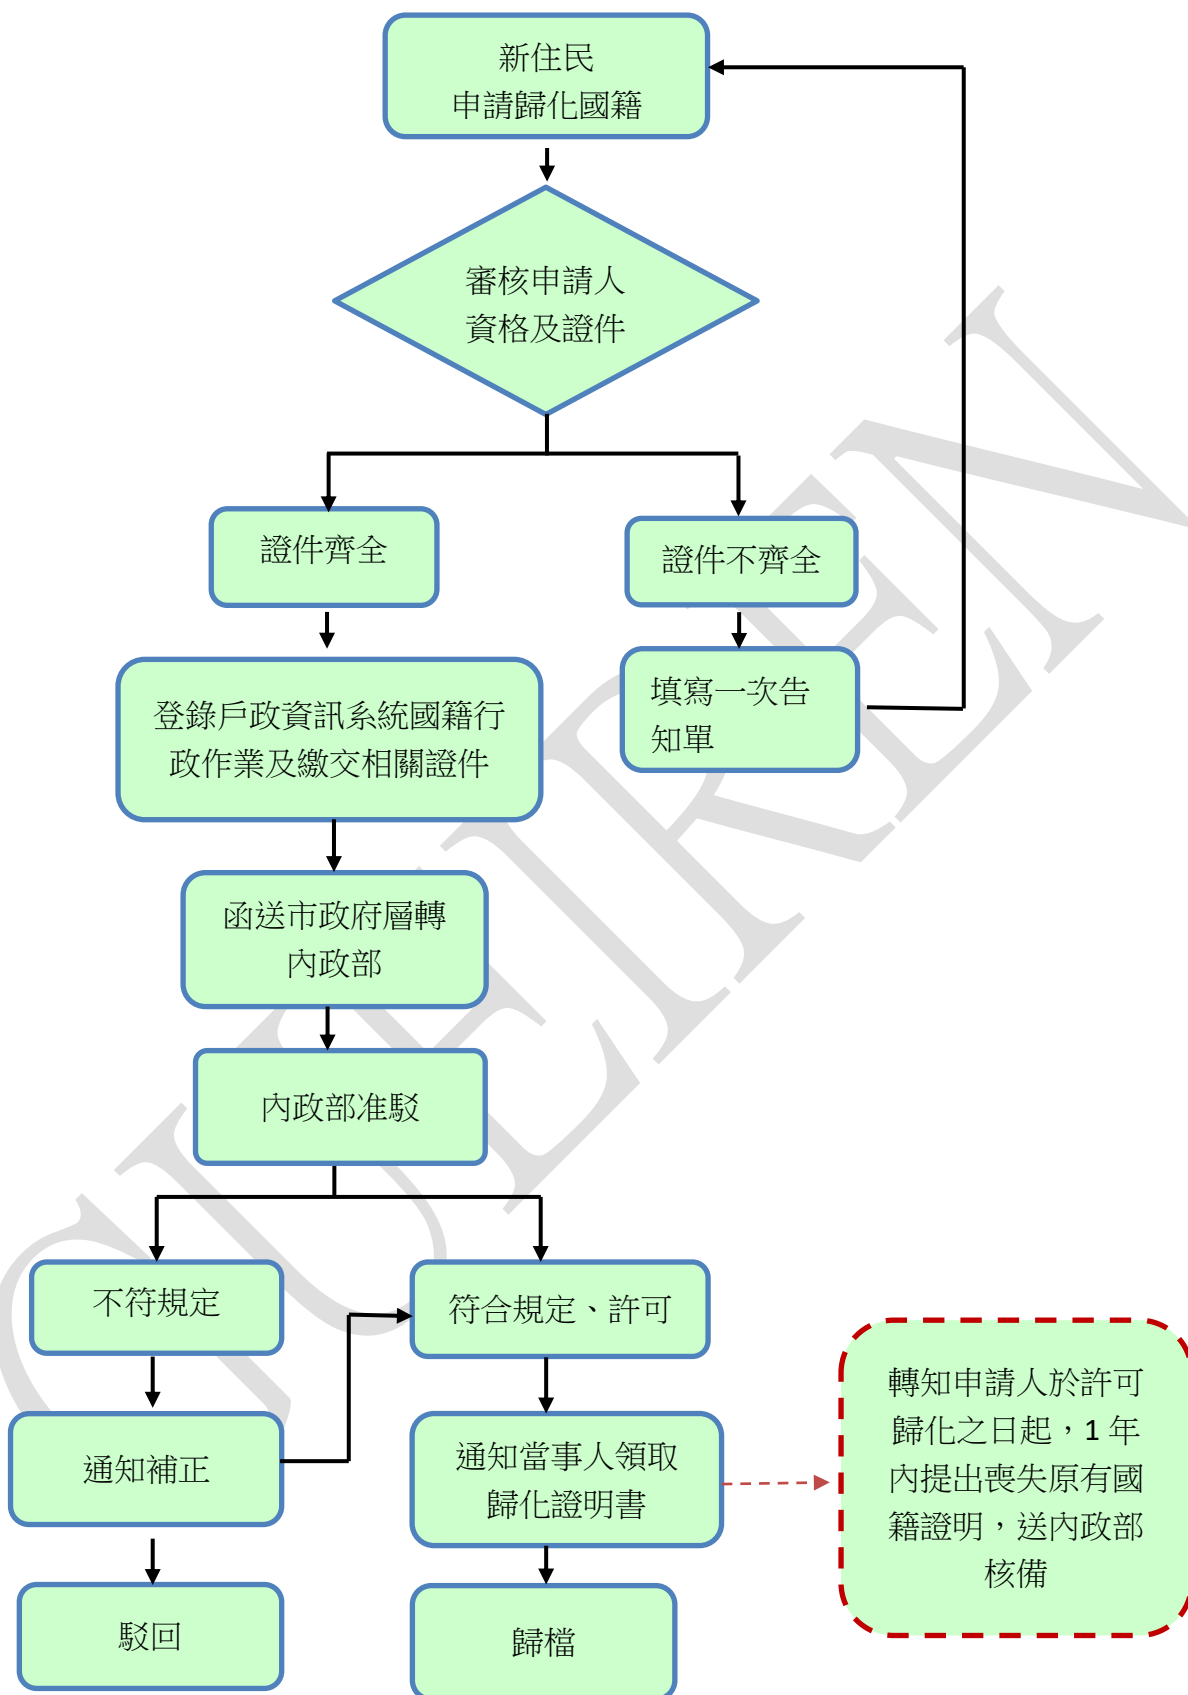 新住民
申請歸化國籍
審核申請人
資格及證件
證件齊全
證件不齊全
登錄戶政資訊系統國籍行
政作業及繳交相關證件
填寫一次告
知單
函送市政府層轉
內政部
內政部准駁
不符規定
符合規定、許可
通知補正
通知當事人領取
歸化證明書
轉知申請人於許可
歸化之日起，1 年
內提出喪失原有國
籍證明，送內政部
核備
駁回
歸檔
GUEIREN